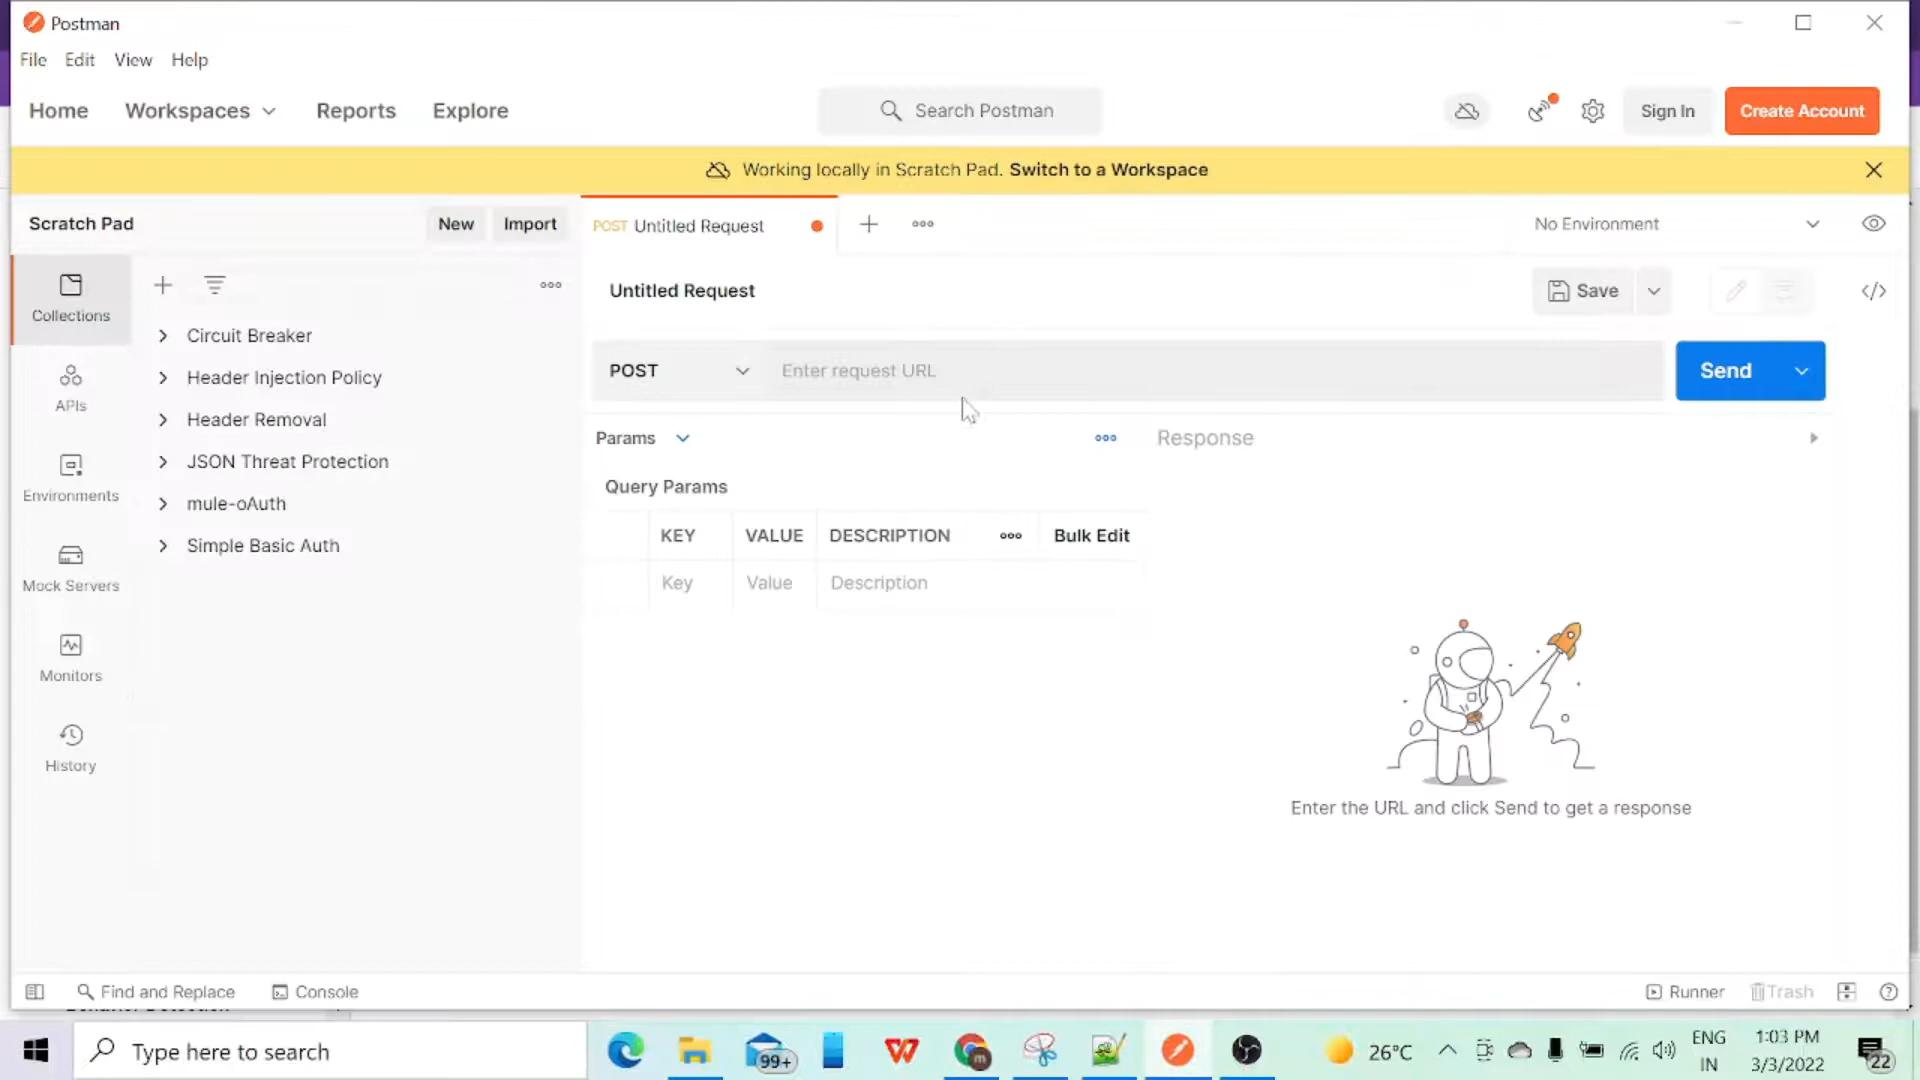 Postman
File Edit View Help
Home Workspaces Reports Explore Search Postman Sign In Create Account
Working locally in Scratch Pad. Switch to a Workspace
Scratch Pad New Import POST Untitled Request No Environment
Untitled Request Save
Collections
Circuit Breaker
Header Injection Policy
Header Removal
JSON Threat Protection
mule-oAuth
Simple Basic Auth
APIs
Environments
Mock Servers
Monitors
History
POST Enter request URL Send
Params Response
Query Params
KEY VALUE DESCRIPTION Bulk Edit
Key Value Description
Enter the URL and click Send to get a response
Find and Replace Console Runner Trash
Type here to search
99+
m
26°C
ENG
IN
1:03 PM
3/3/2022
22